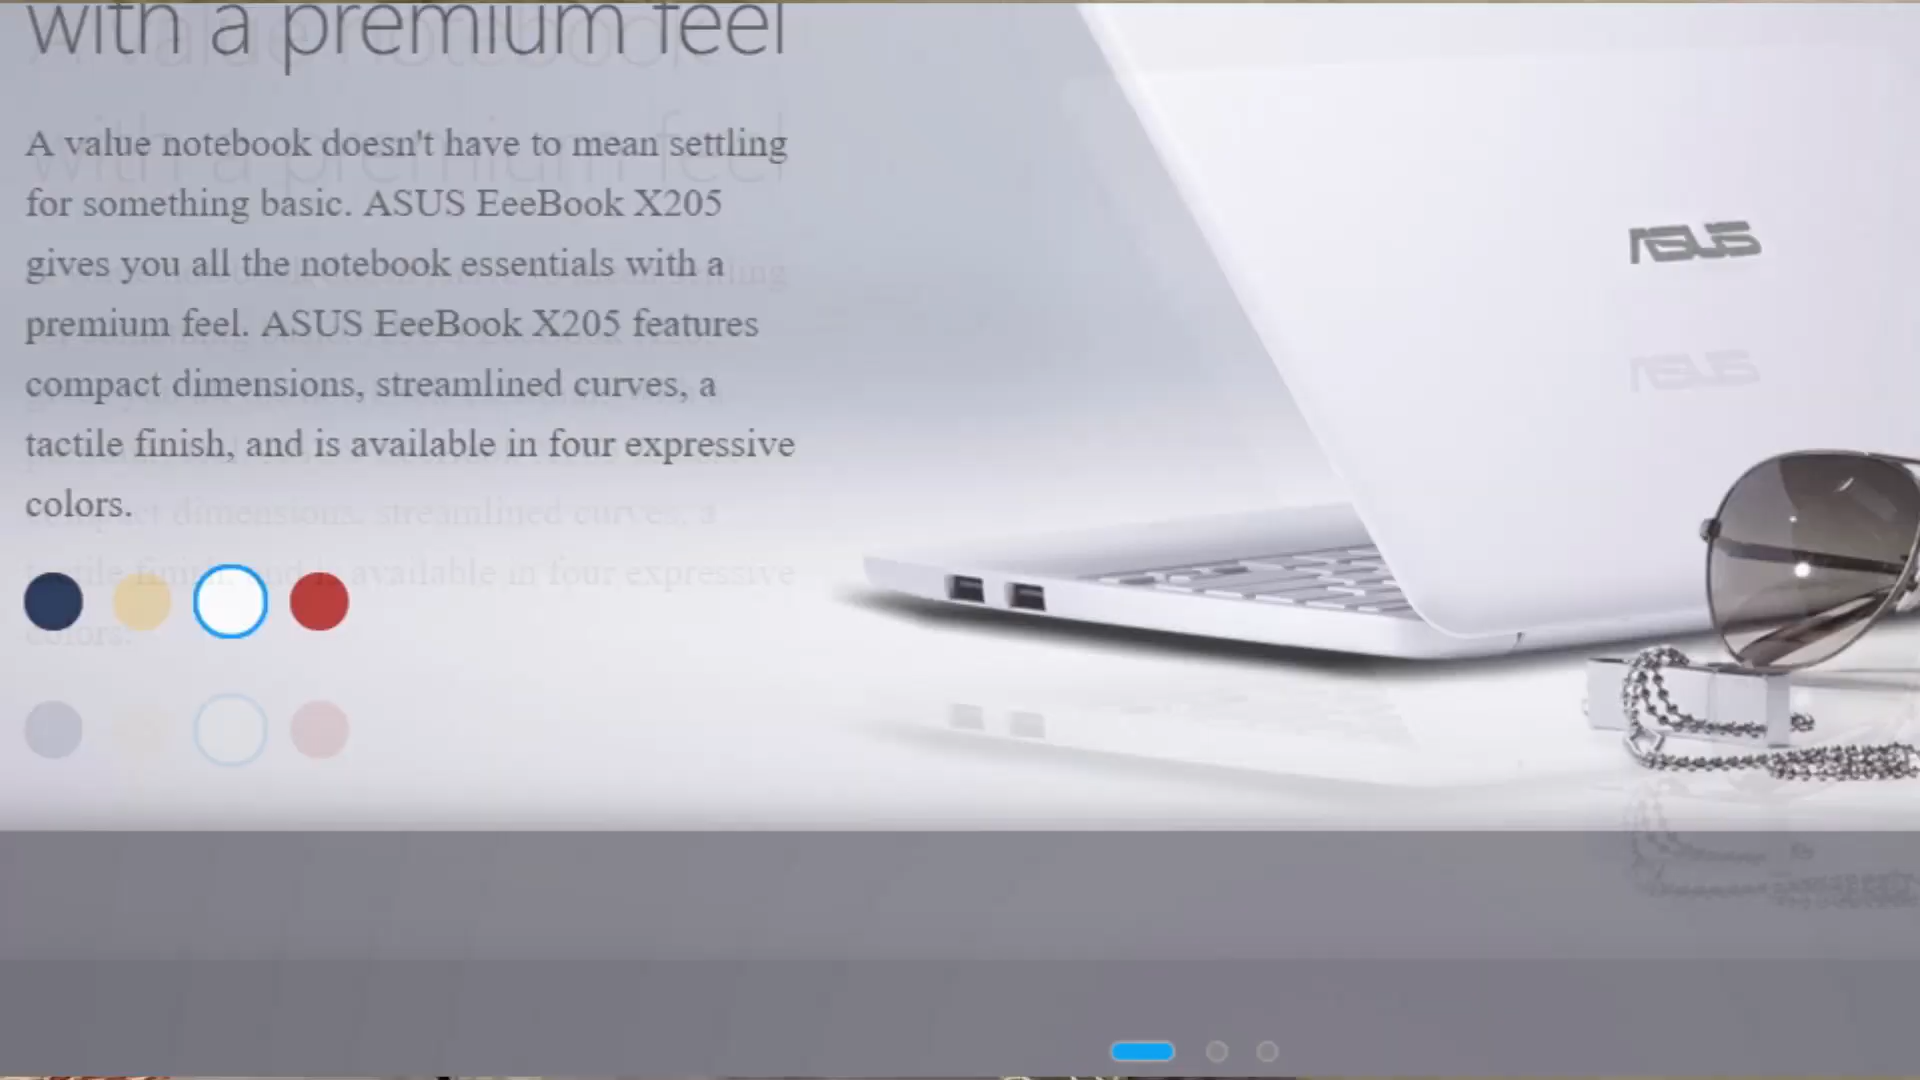 with a premium feel
A value notebook doesn't have to mean settling
for something basic. ASUS EeeBook X205
gives you all the notebook essentials with a
premium feel. ASUS EeeBook X205 features
compact dimensions, streamlined curves, a
tactile finish, and is available in four expressive
colors.
ASUS